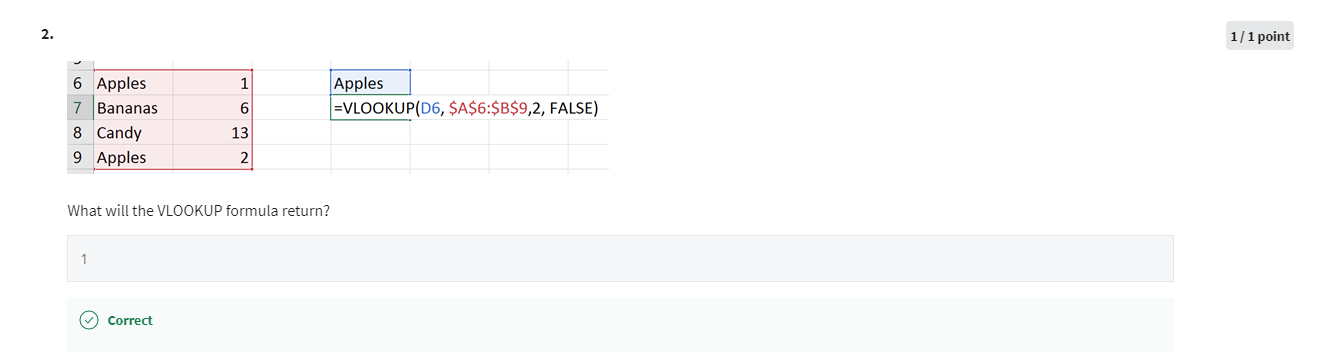 2.
1 / 1 point
6 Apples 1 Apples
7 Bananas 6 =VLOOKUP(D6, $A$6:$B$9,2, FALSE)
8 Candy 13
9 Apples 2
What will the VLOOKUP formula return?
1
Correct